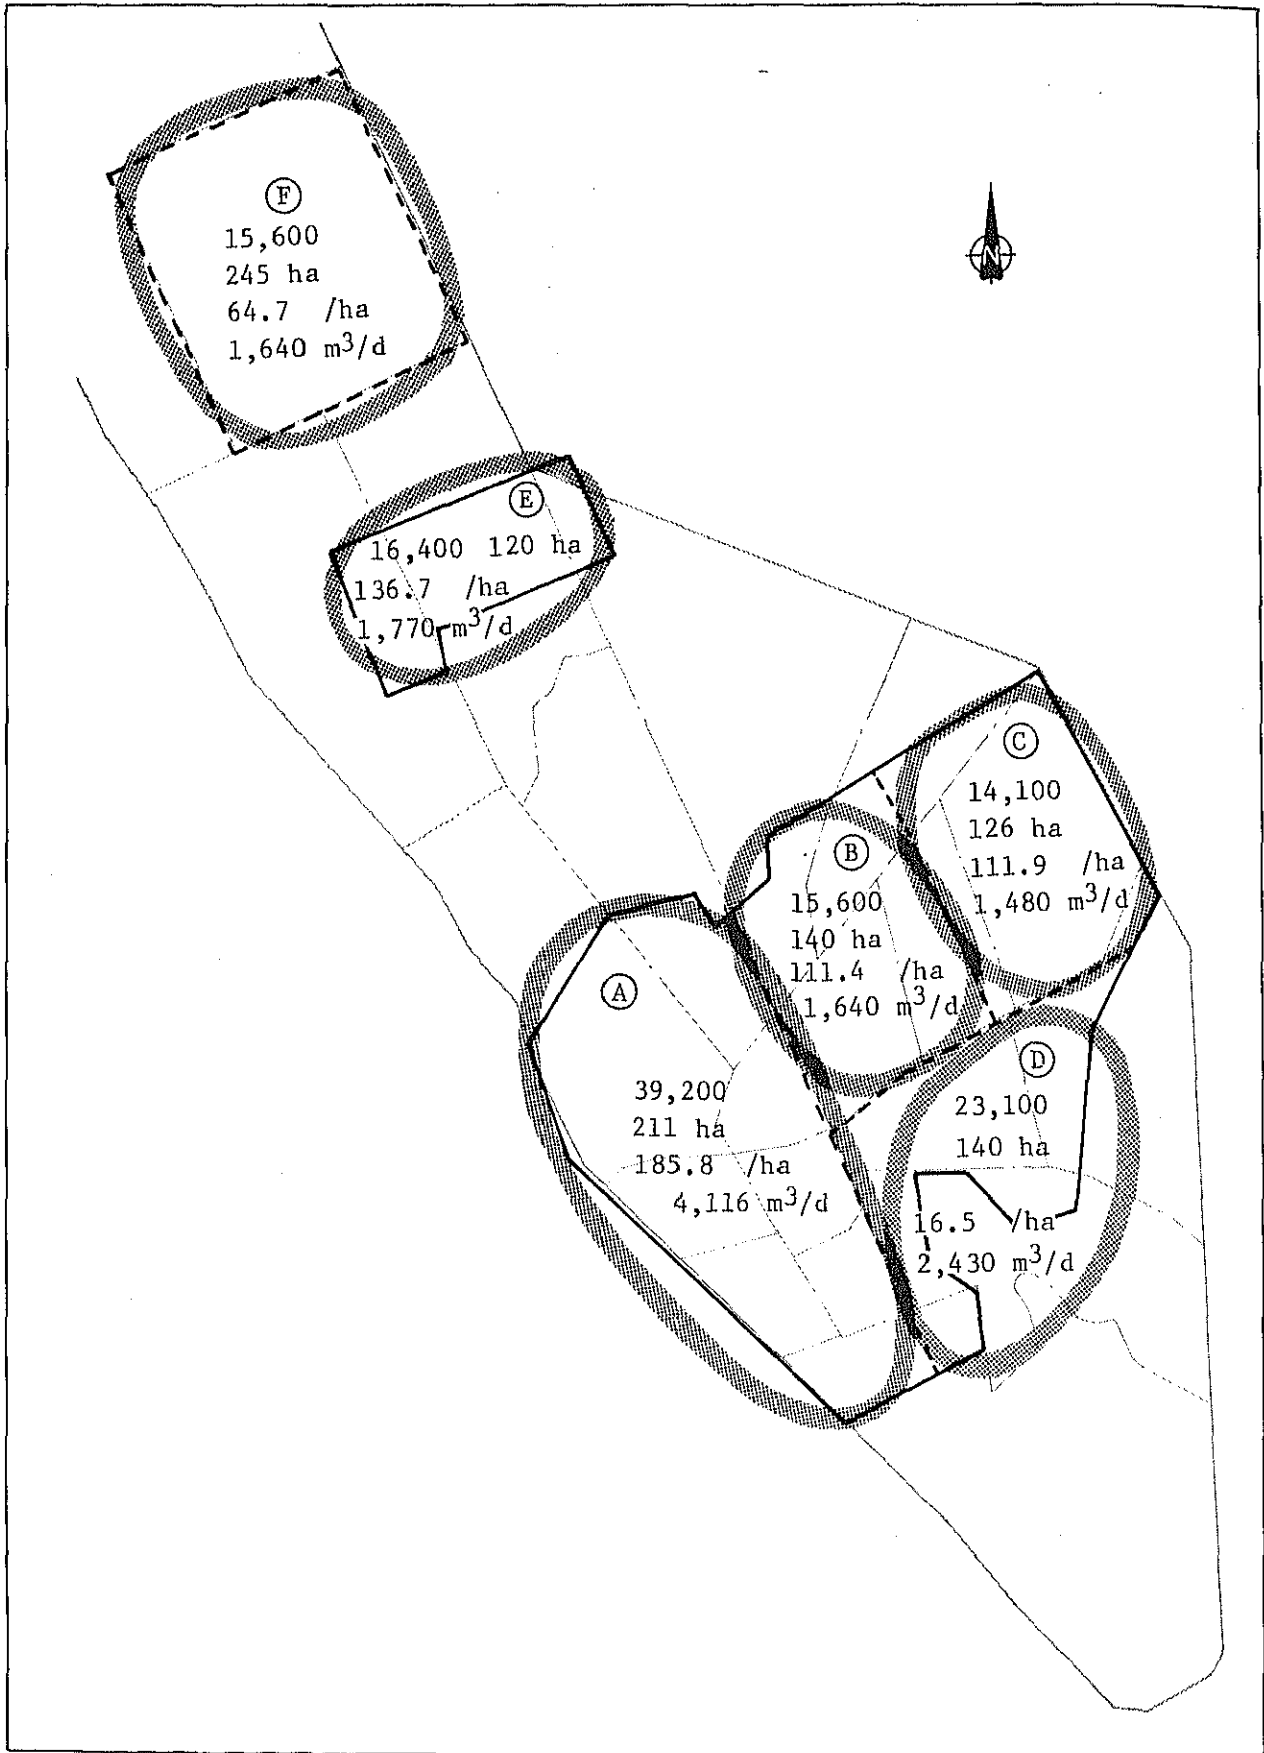 F
15,600
245 ha
64.7 /ha
1,640 m³/d
N
E
16,400 120 ha
136.7 /ha
1,770 m³/d
C
14,100
126 ha
111.9 /ha
1,480 m³/d
B
15,600
140 ha
111.4 /ha
1,640 m³/d
A
39,200
211 ha
185.8 /ha
4,116 m³/d
D
23,100
140 ha
16.5 /ha
2,430 m³/d